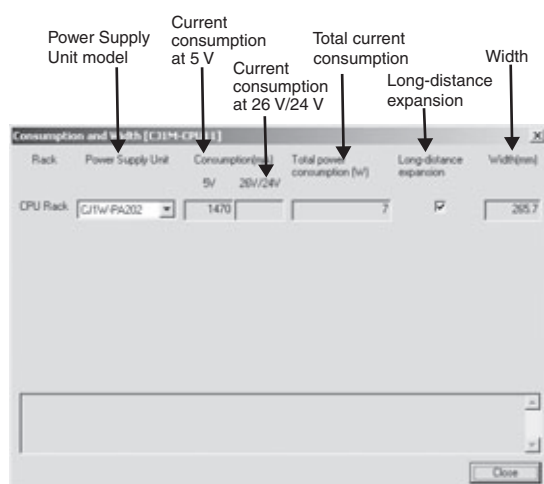 Power Supply
Unit model
Current
consumption
at 5 V
Current
consumption
at 26 V/24 V
Total current
consumption
Long-distance
expansion
Width
Consumption and Width [CJ1M-CPU11]
Rack
Power Supply Unit
Consumption(mA)
5V
26V/24V
Total power
consumption (W)
Long-distance
expansion
Width(mm)
CPU Rack
CJ1W-PA202
1470
7
265.7
Close